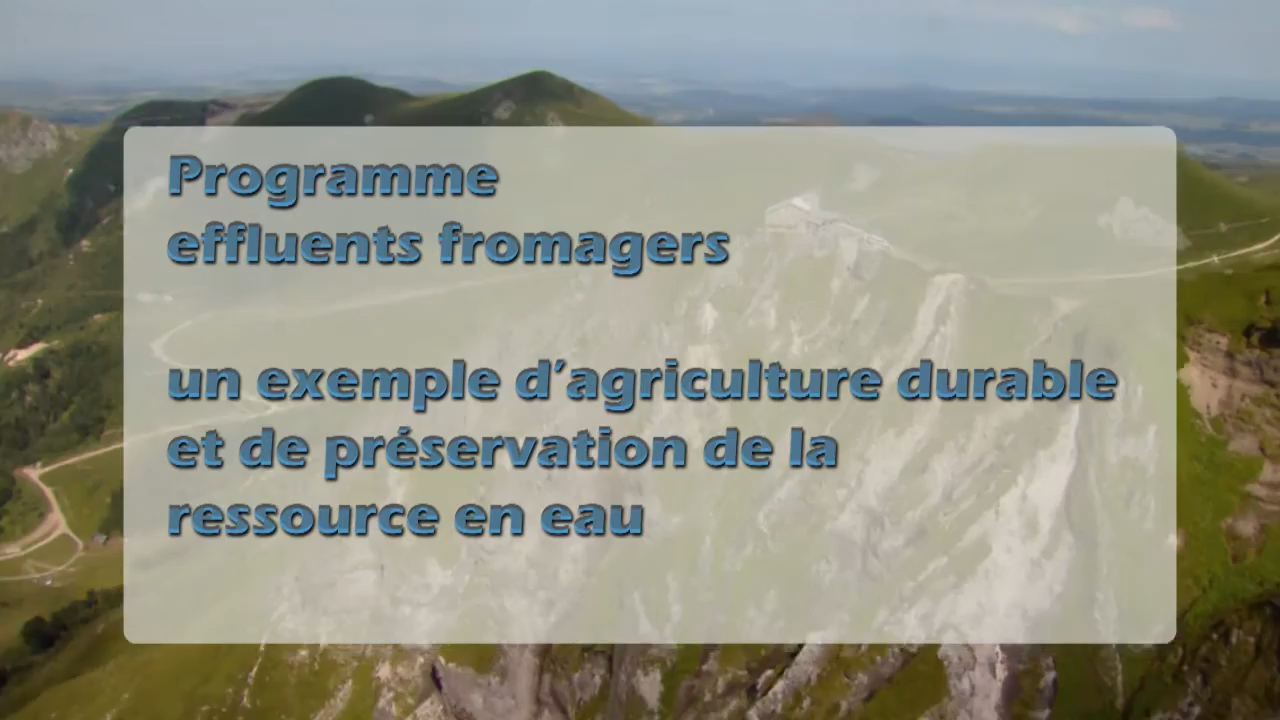 Programme
effluents fromagers
un exemple d’agriculture durable
et de préservation de la
ressource en eau